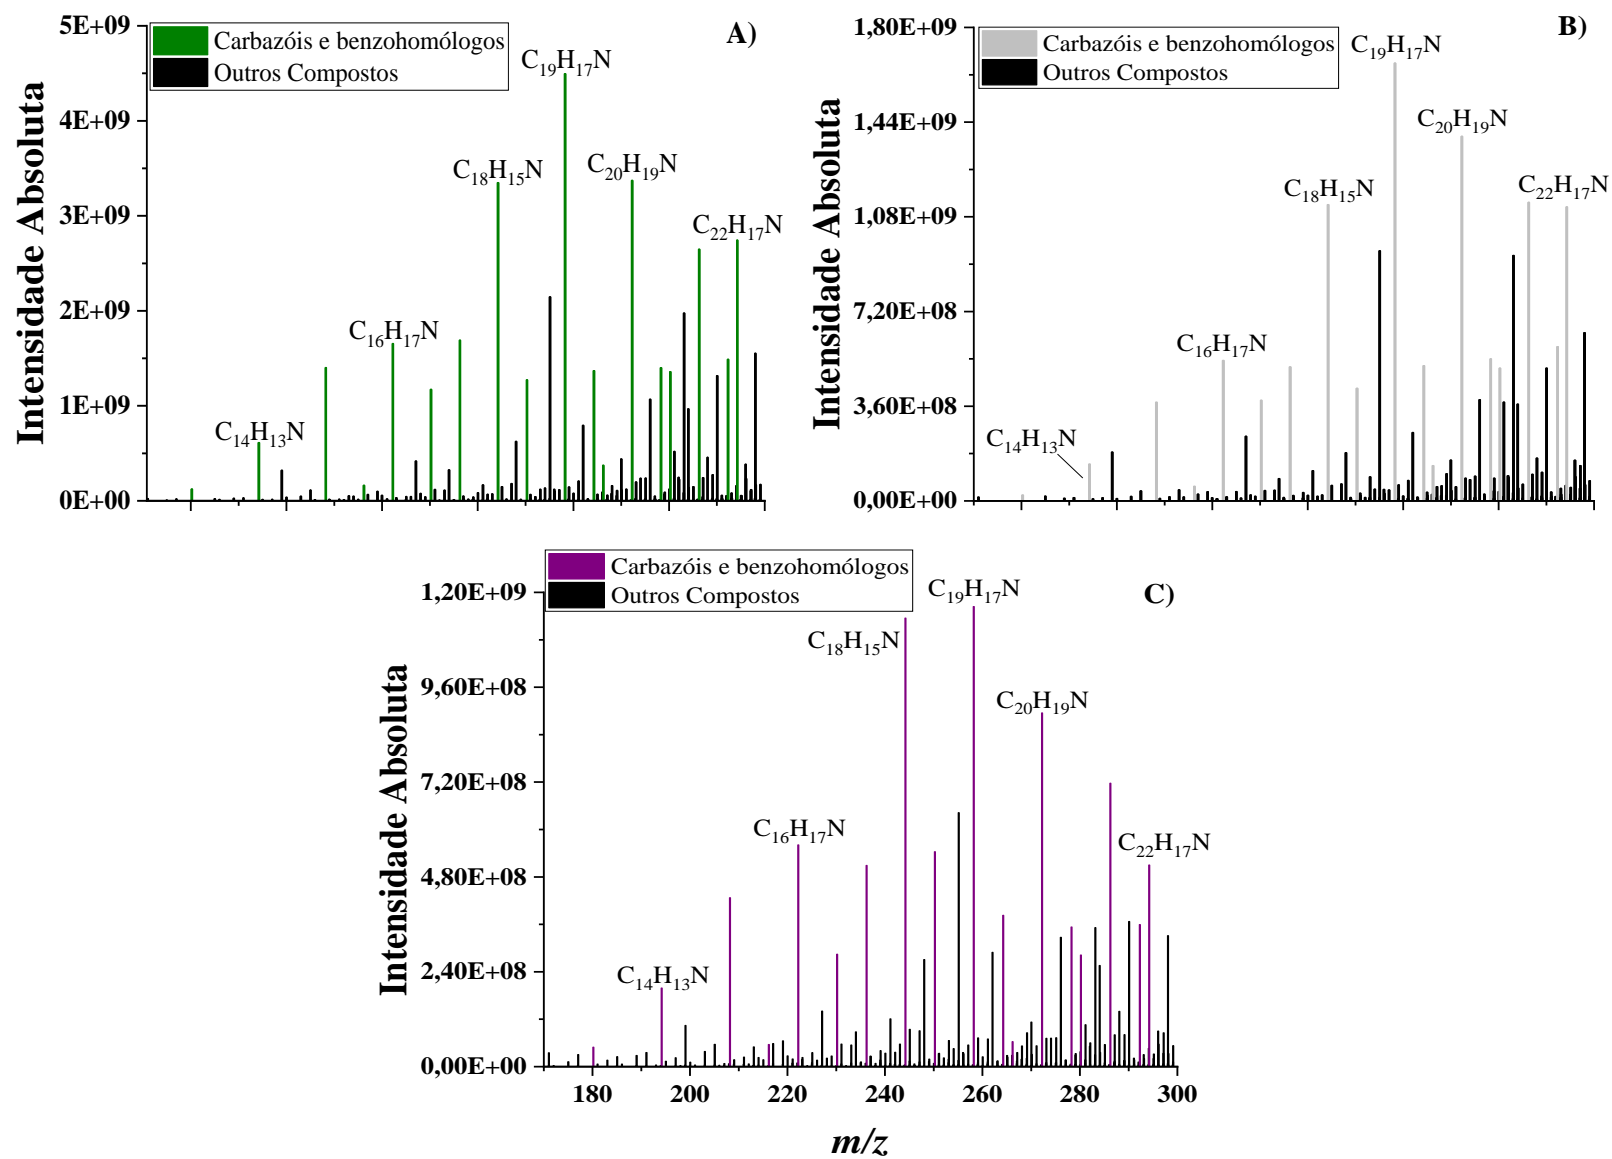 A)
Carbazóis e benzohomólogos
Outros Compostos
Intensidade Absoluta
5E+09
4E+09
3E+09
2E+09
1E+09
0E+00
C₁₄H₁₃N
C₁₆H₁₇N
C₁₈H₁₅N
C₁₉H₁₇N
C₂₀H₁₉N
C₂₂H₁₇N
B)
Carbazóis e benzohomólogos
Outros Compostos
Intensidade Absoluta
1,80E+09
1,44E+09
1,08E+09
7,20E+08
3,60E+08
0,00E+00
C₁₄H₁₃N
C₁₆H₁₇N
C₁₈H₁₅N
C₁₉H₁₇N
C₂₀H₁₉N
C₂₂H₁₇N
C)
Carbazóis e benzohomólogos
Outros Compostos
Intensidade Absoluta
1,20E+09
9,60E+08
7,20E+08
4,80E+08
2,40E+08
0,00E+00
C₁₄H₁₃N
C₁₆H₁₇N
C₁₈H₁₅N
C₁₉H₁₇N
C₂₀H₁₉N
C₂₂H₁₇N
180 200 220 240 260 280 300
m/z